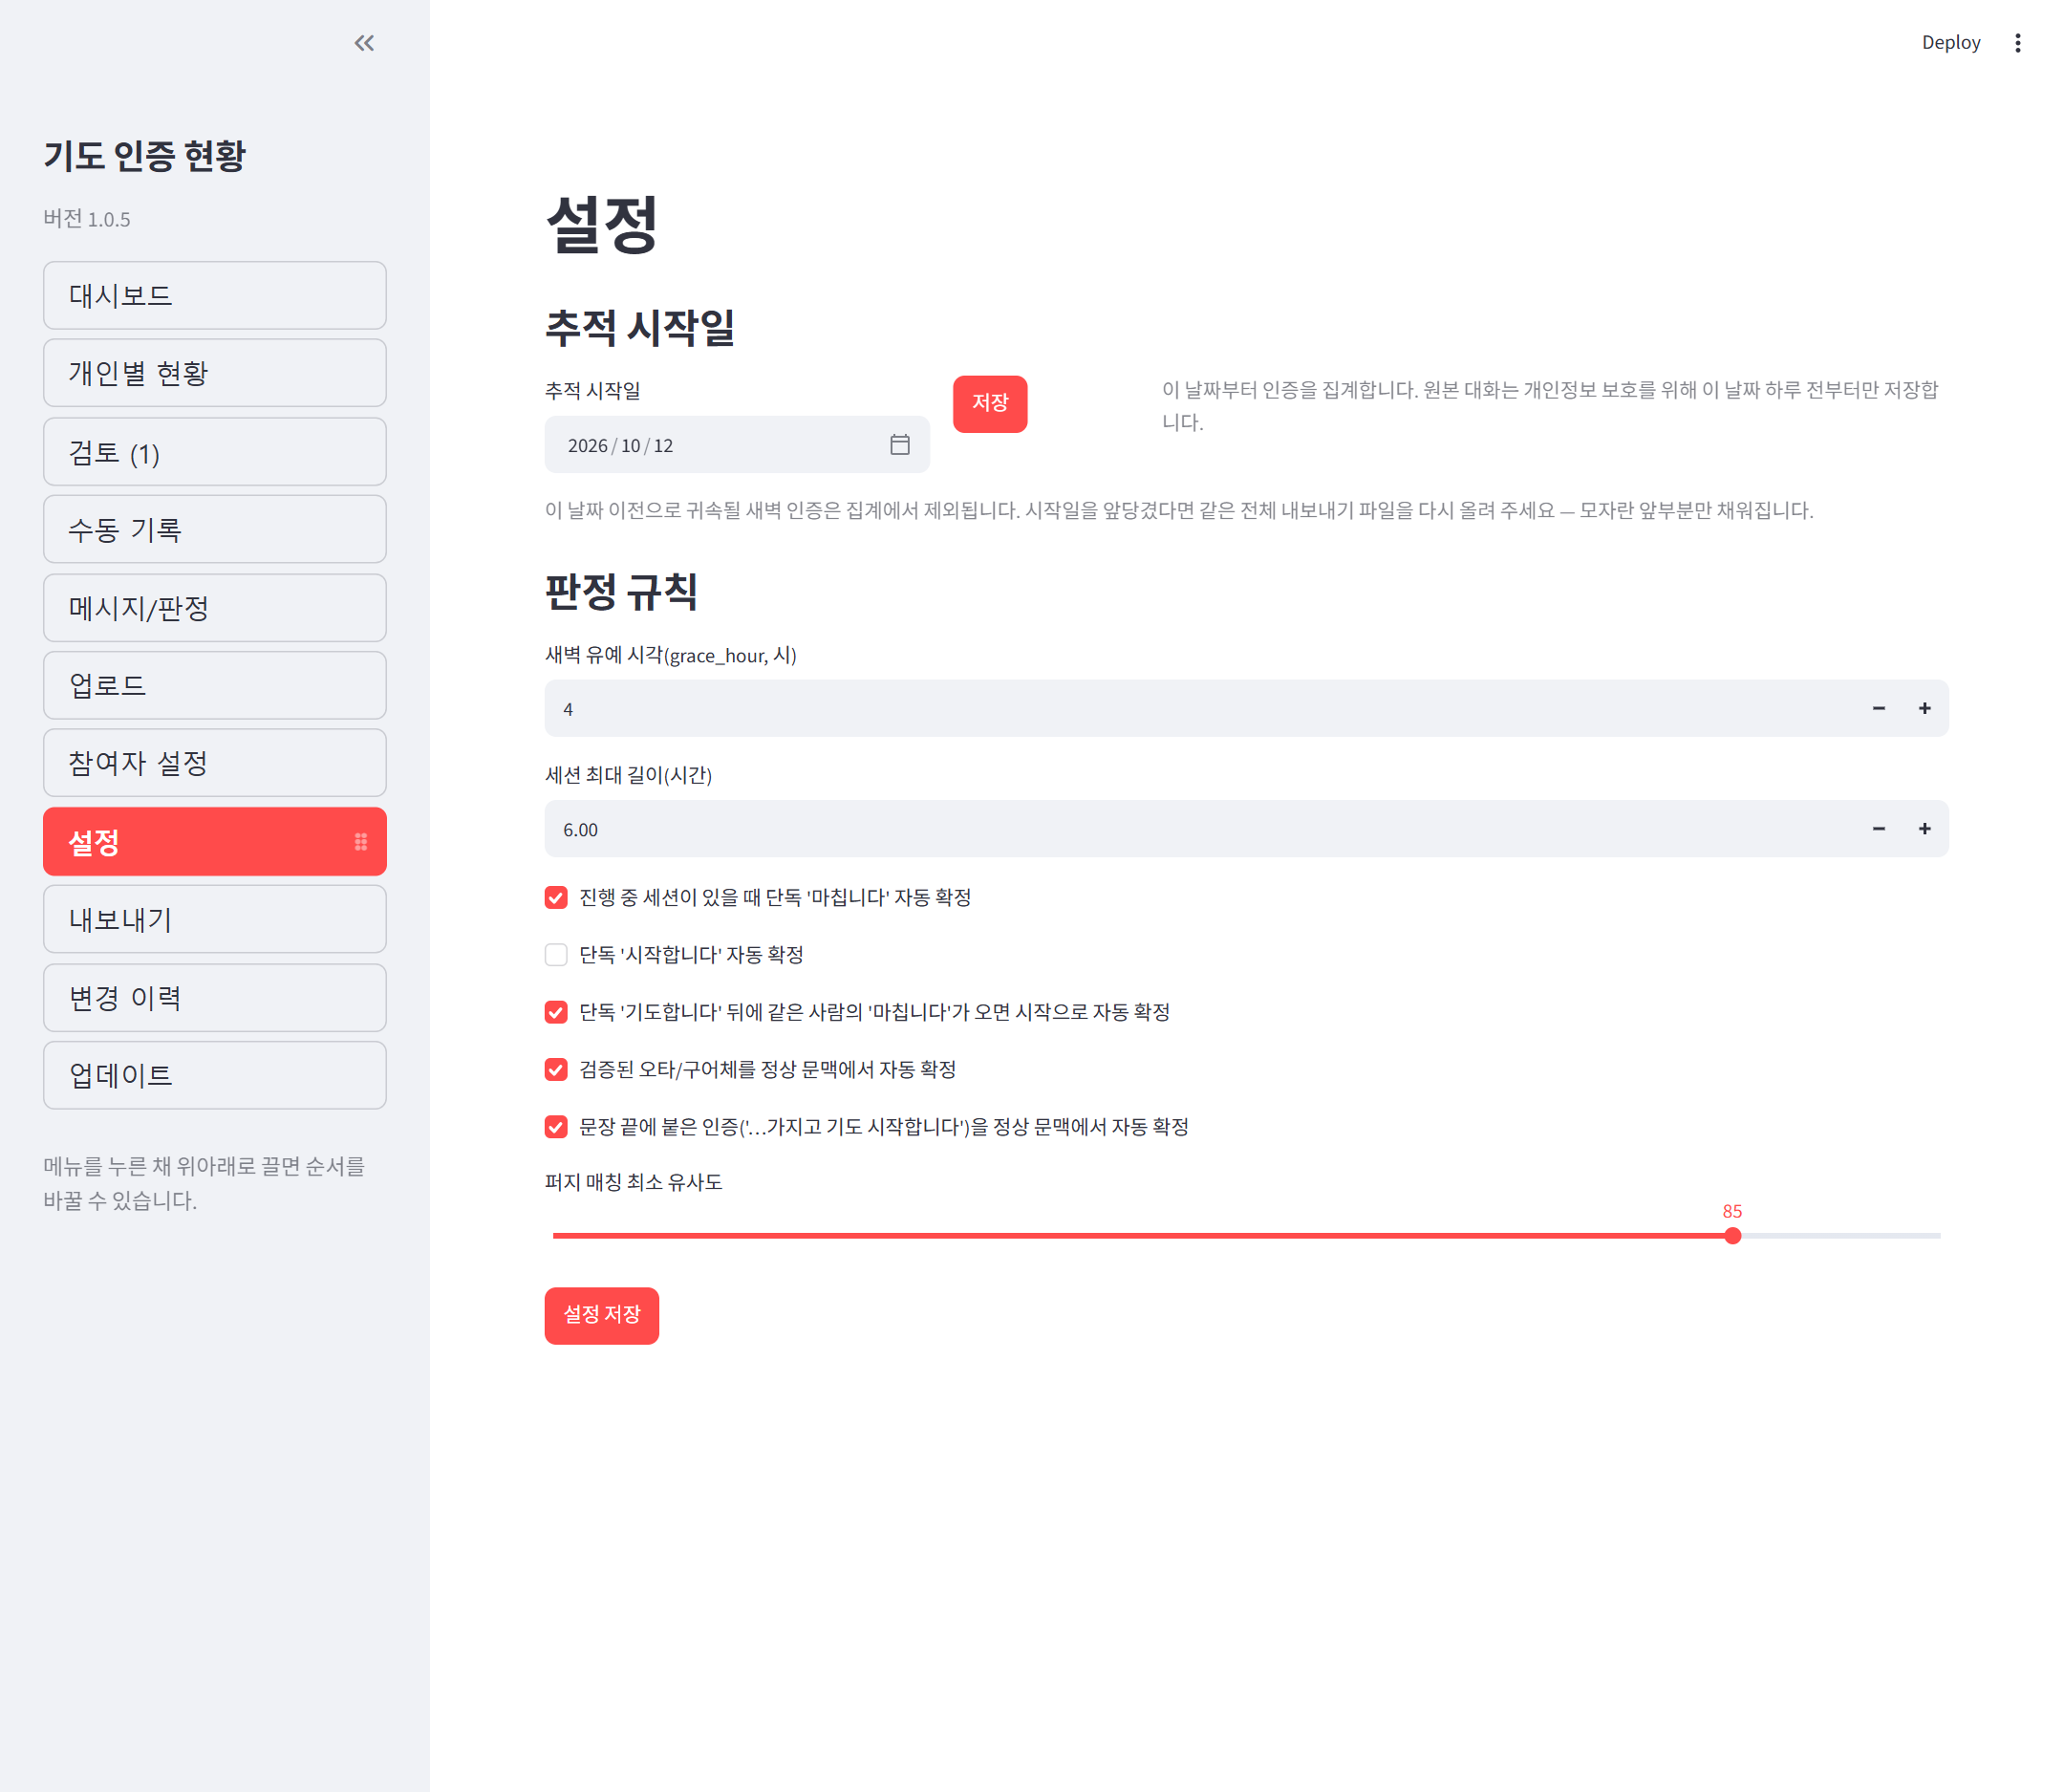 기도 인증 현황
버전 1.0.5
대시보드
개인별 현황
검토 (1)
수동 기록
메시지/판정
업로드
참여자 설정
설정
내보내기
변경 이력
업데이트
메뉴를 누른 채 위아래로 끌면 순서를
바꿀 수 있습니다.
Deploy
설정
추적 시작일
추적 시작일
2026/10/12
저장
이 날짜부터 인증을 집계합니다. 원본 대화는 개인정보 보호를 위해 이 날짜 하루 전부터만 저장합
니다.
이 날짜 이전으로 귀속될 새벽 인증은 집계에서 제외됩니다. 시작일을 앞당겼다면 같은 전체 내보내기 파일을 다시 올려 주세요 — 모자란 앞부분만 채워집니다.
판정 규칙
새벽 유예 시각(grace_hour, 시)
4
세션 최대 길이(시간)
6.00
진행 중 세션이 있을 때 단독 '마칩니다' 자동 확정
단독 '시작합니다' 자동 확정
단독 '기도합니다' 뒤에 같은 사람의 '마칩니다'가 오면 시작으로 자동 확정
검증된 오타/구어체를 정상 문맥에서 자동 확정
문장 끝에 붙은 인증('…가지고 기도 시작합니다')을 정상 문맥에서 자동 확정
퍼지 매칭 최소 유사도
85
설정 저장